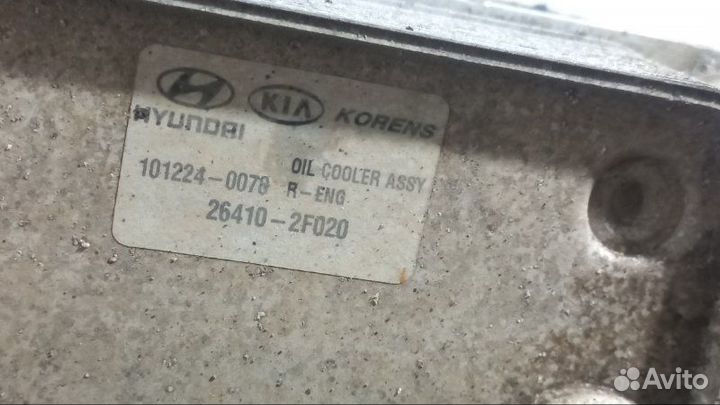 HYUNDAI KIA KORENS
101224-0078 OIL COOLER ASSY
R-ENG
26410-2F020
Avito